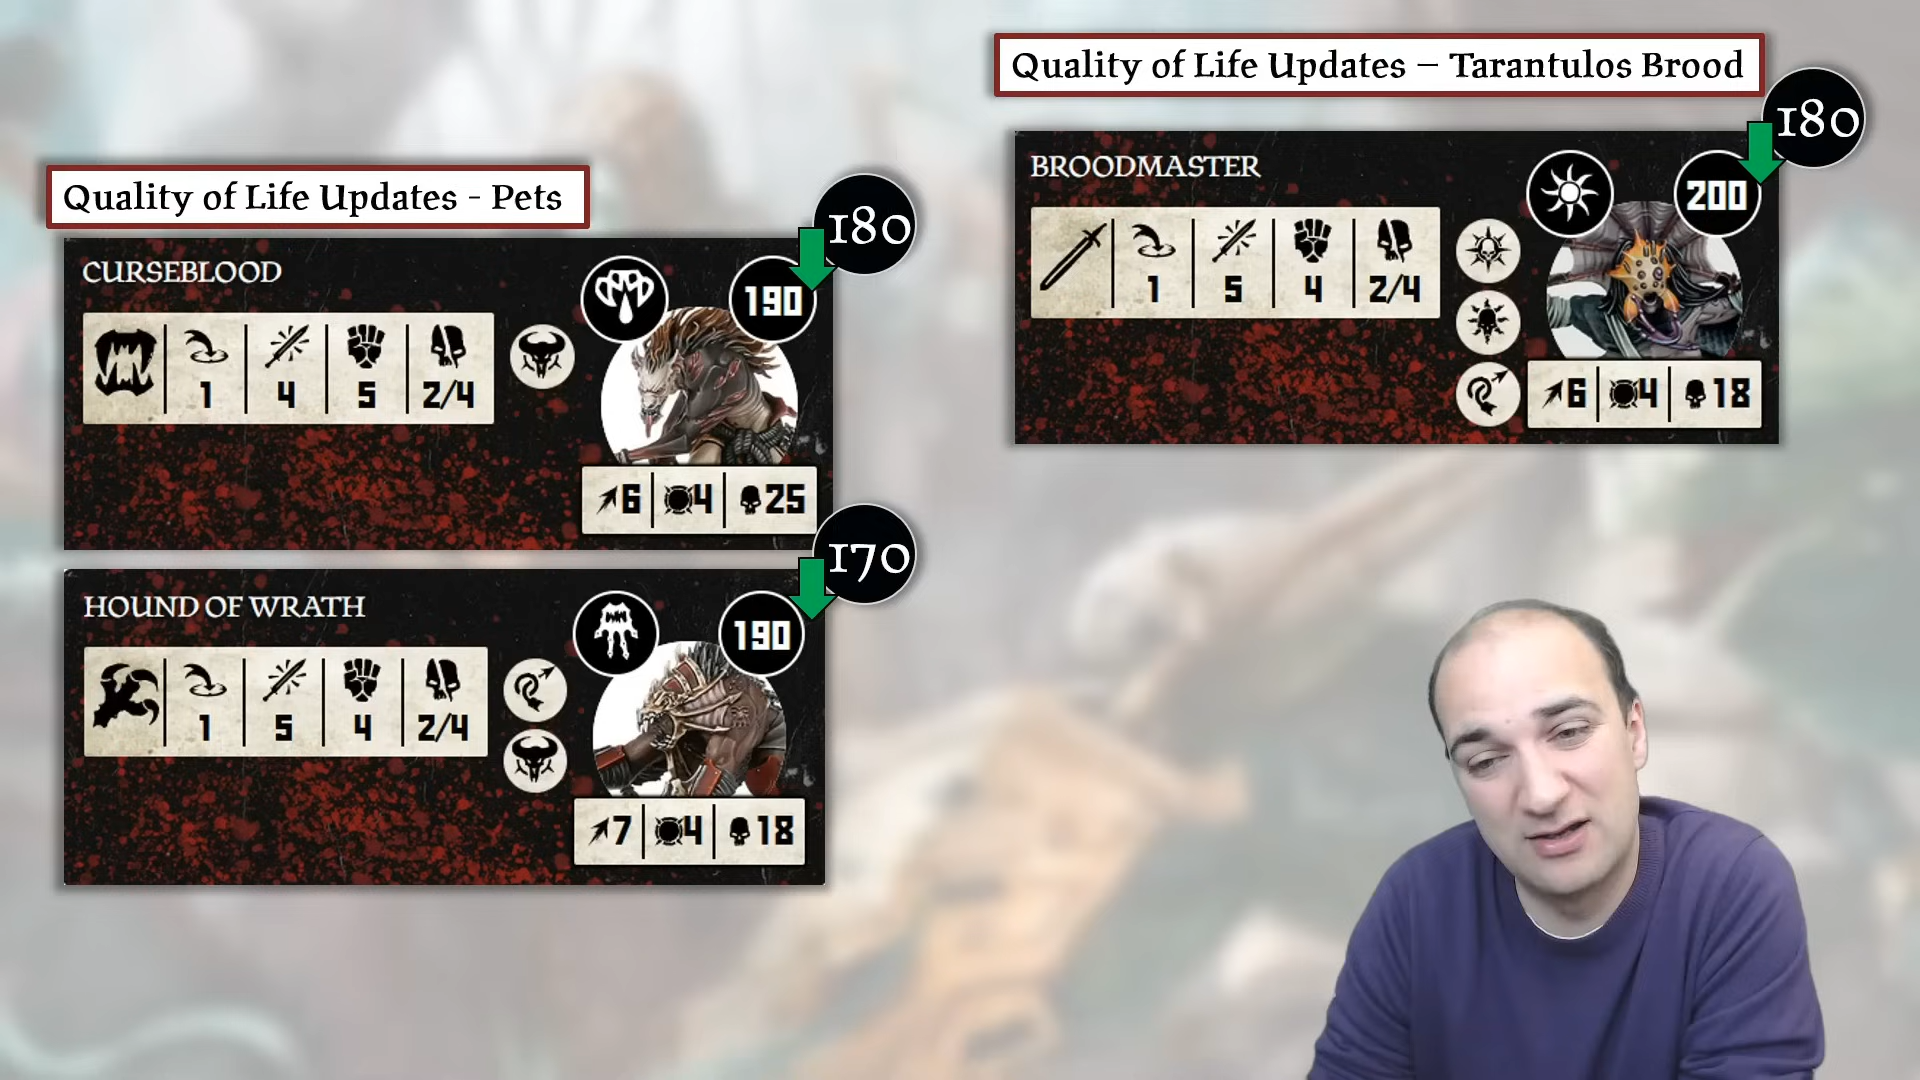 Quality of Life Updates - Pets
180
CURSEBLOOD
190
1 4 5 2/4
6 4 25
170
HOUND OF WRATH
190
1 5 4 2/4
7 4 18
Quality of Life Updates – Tarantulos Brood
180
BROODMASTER
200
1 5 4 2/4
6 4 18